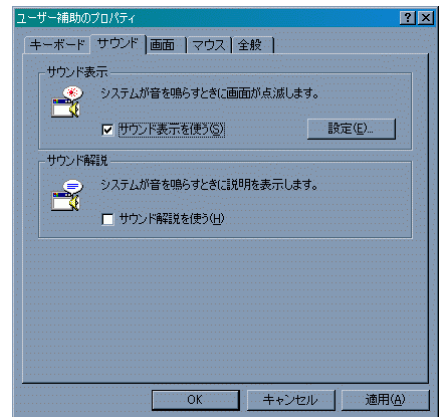 ユーザー補助のプロパティ
キーボード サウンド 画面 マウス 全般
サウンド表示
システムが音を鳴らすときに画面が点滅します。
サウンド表示を使う(S)
設定(E)...
サウンド解説
システムが音を鳴らすときに説明を表示します。
サウンド解説を使う(H)
OK キャンセル 適用(A)